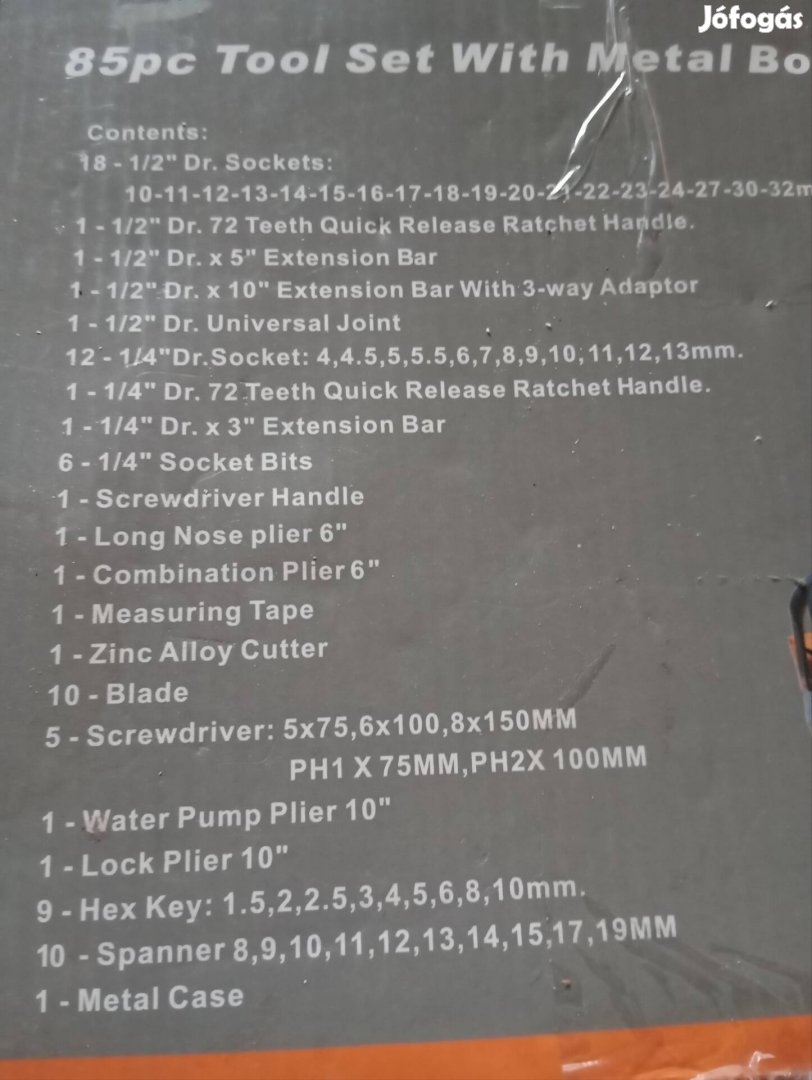 Jófogás
85pc Tool Set With Metal Bo
Contents:
18 - 1/2" Dr. Sockets:
10-11-12-13-14-15-16-17-18-19-20-21-22-23-24-27-30-32m
1 - 1/2" Dr. 72 Teeth Quick Release Ratchet Handle.
1 - 1/2" Dr. x 5" Extension Bar
1 - 1/2" Dr. x 10" Extension Bar With 3-way Adaptor
1 - 1/2" Dr. Universal Joint
12 - 1/4"Dr.Socket: 4,4.5,5,5.5,6,7,8,9,10,11,12,13mm.
1 - 1/4" Dr. 72 Teeth Quick Release Ratchet Handle.
1 - 1/4" Dr. x 3" Extension Bar
6 - 1/4" Socket Bits
1 - Screwdriver Handle
1 - Long Nose plier 6"
1 - Combination Plier 6"
1 - Measuring Tape
1 - Zinc Alloy Cutter
10 - Blade
5 - Screwdriver: 5x75,6x100,8x150MM
PH1 X 75MM,PH2X 100MM
1 - Water Pump Plier 10"
1 - Lock Plier 10"
9 - Hex Key: 1.5,2,2.5,3,4,5,6,8,10mm.
10 - Spanner 8,9,10,11,12,13,14,15,17,19MM
1 - Metal Case